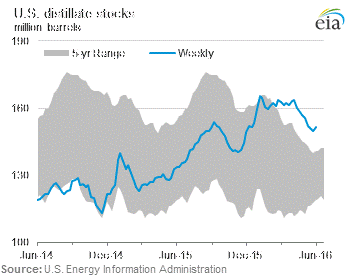 U.S. distillate stocks
million barrels
eia
190
5-yr Range
Weekly
160
130
100
Jun-14
Dec-14
Jun-15
Dec-15
Jun-16
Source: U.S. Energy Information Administration